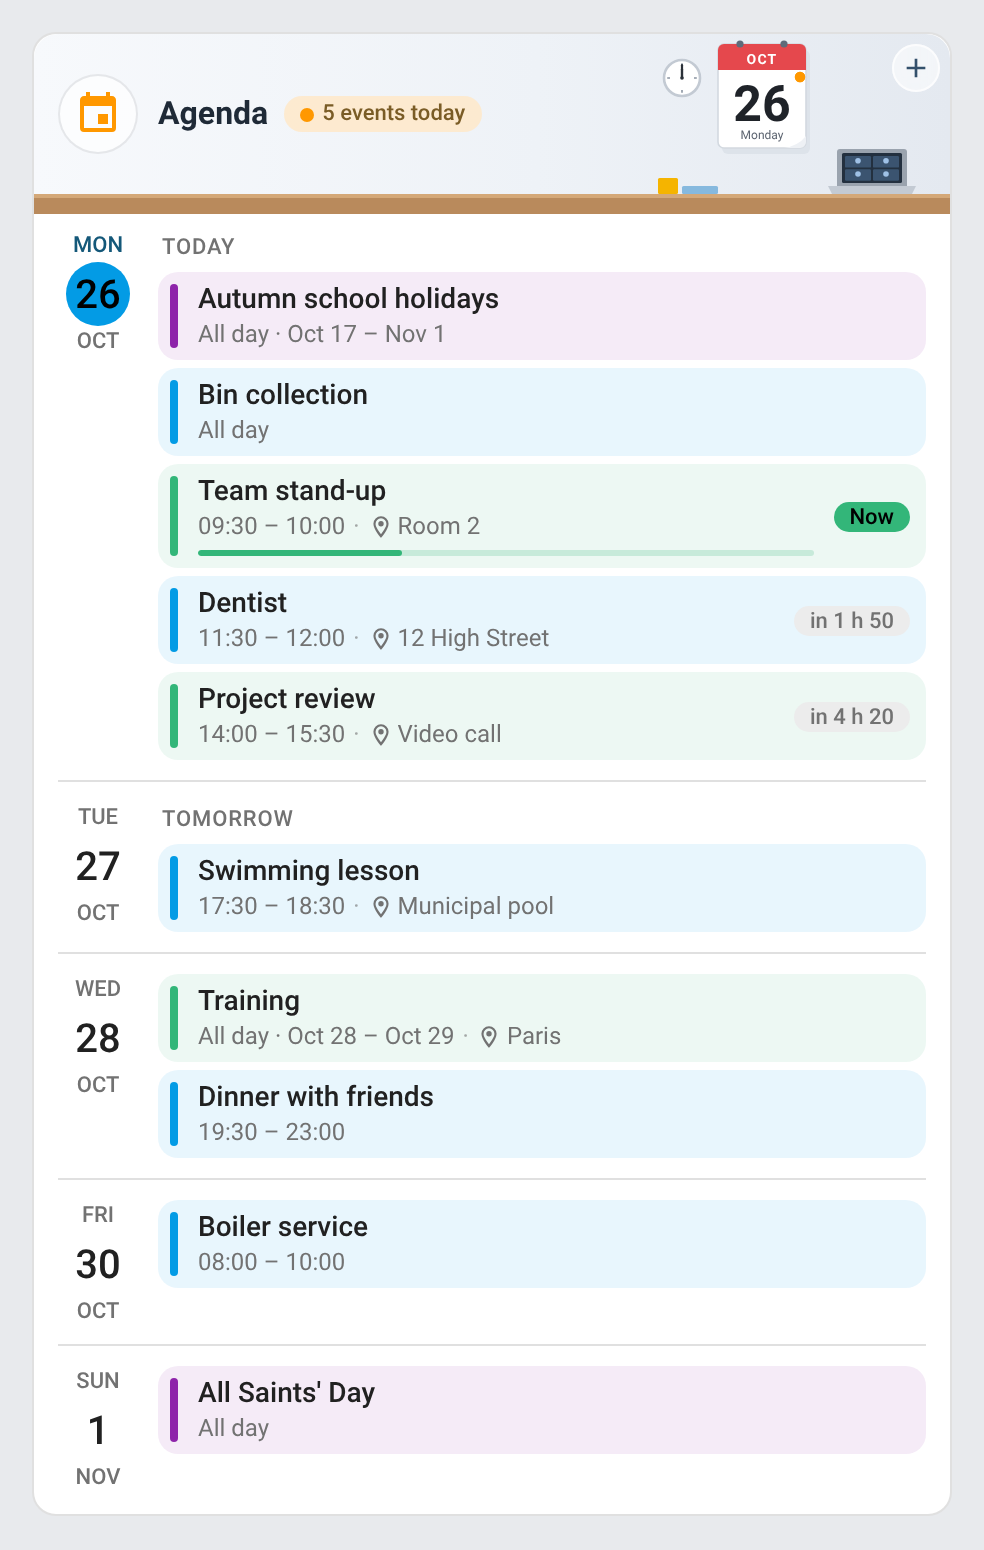 Agenda
5 events today
OCT
26
Monday
MON
26
OCT
TODAY
Autumn school holidays
All day · Oct 17 – Nov 1
Bin collection
All day
Team stand-up
09:30 – 10:00 · Room 2
Now
Dentist
11:30 – 12:00 · 12 High Street
in 1 h 50
Project review
14:00 – 15:30 · Video call
in 4 h 20
TUE
27
OCT
TOMORROW
Swimming lesson
17:30 – 18:30 · Municipal pool
WED
28
OCT
Training
All day · Oct 28 – Oct 29 · Paris
Dinner with friends
19:30 – 23:00
FRI
30
OCT
Boiler service
08:00 – 10:00
SUN
1
NOV
All Saints' Day
All day